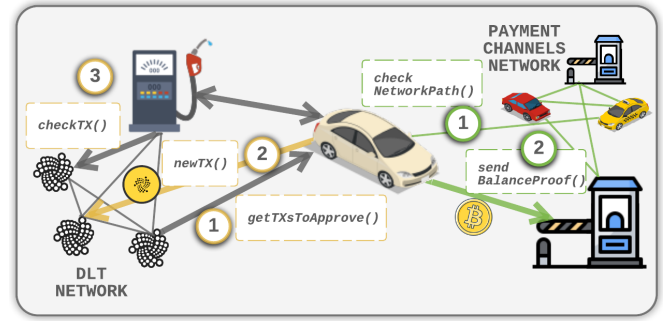 PAYMENT
CHANNELS
NETWORK
3
check
NetworkPath()
checkTX()
1
newTX()
2
2
send
BalanceProof()
1
getTXsToApprove()
DLT
NETWORK